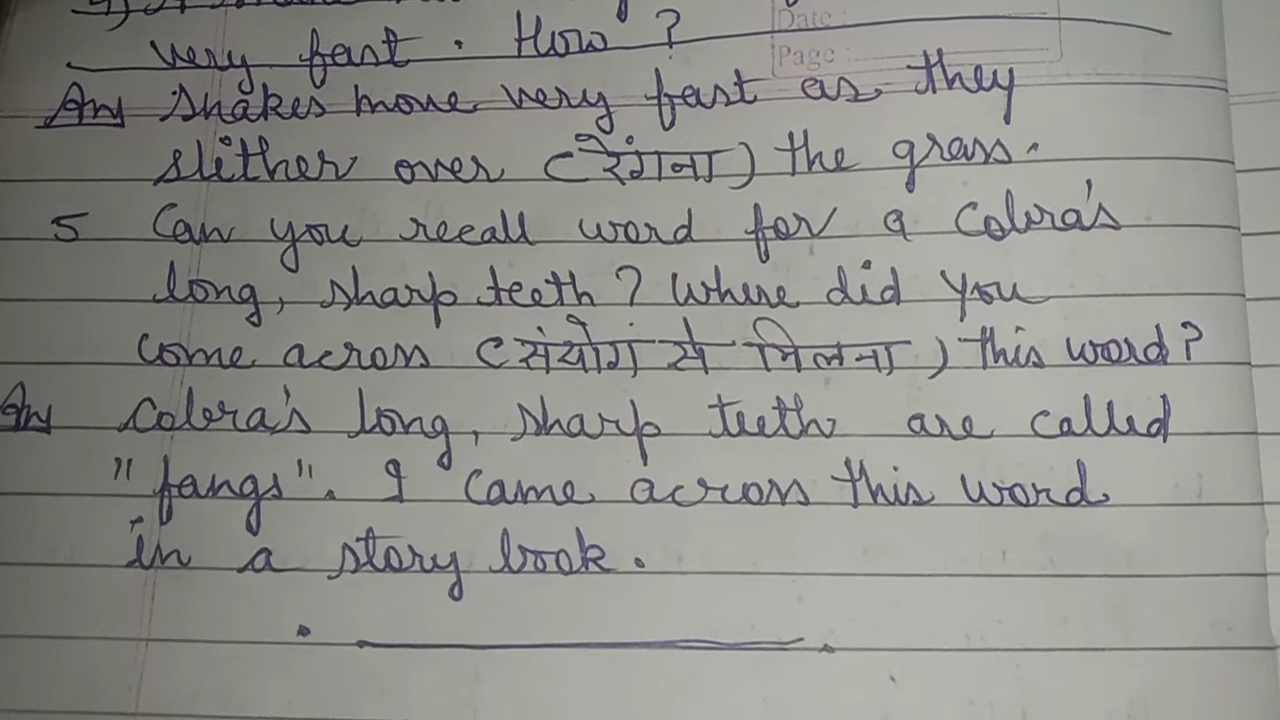 Date :
very fast. How?
Page
Ans Snakes move very fast as they
slither over (रेंगना) the grass.
5 Can you recall word for a Cobra's
long, sharp teeth? Where did you
come across (संयोग से मिलना) this word?
Ans Cobra's long, sharp teeth are called
"fangs". I came across this word
in a story book.